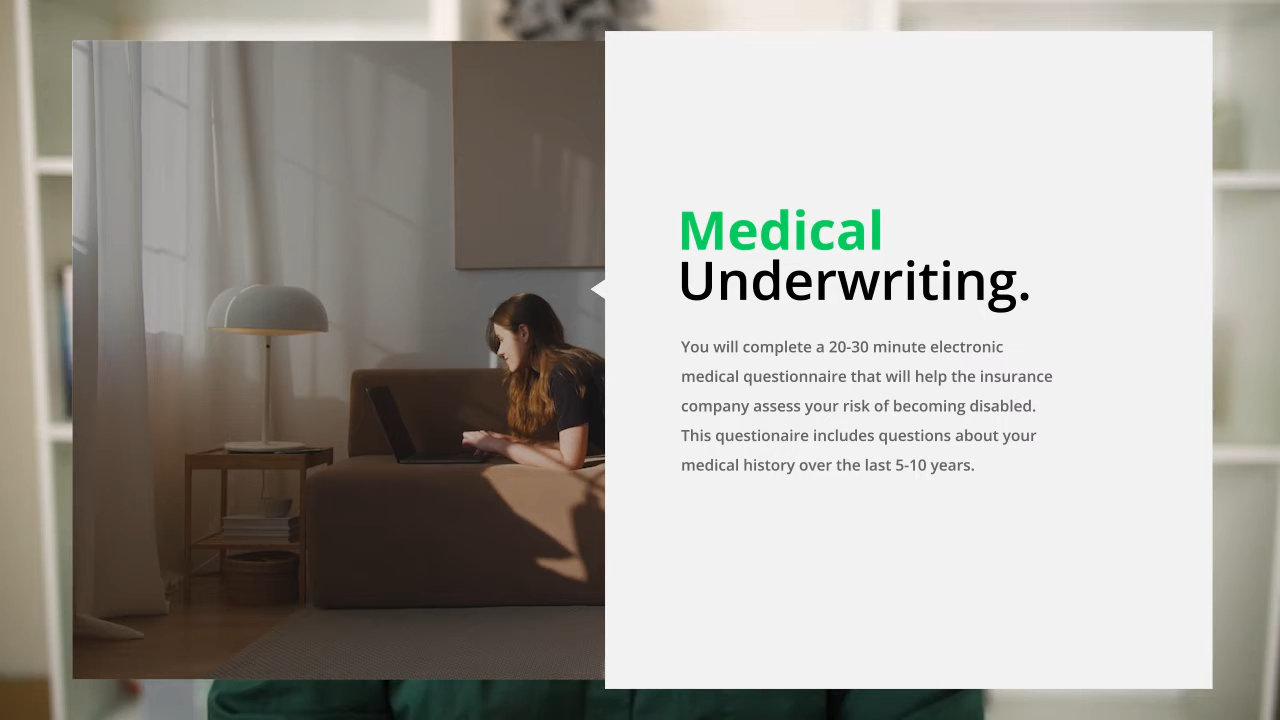 Medical
Underwriting.
You will complete a 20-30 minute electronic
medical questionnaire that will help the insurance
company assess your risk of becoming disabled.
This questionaire includes questions about your
medical history over the last 5-10 years.